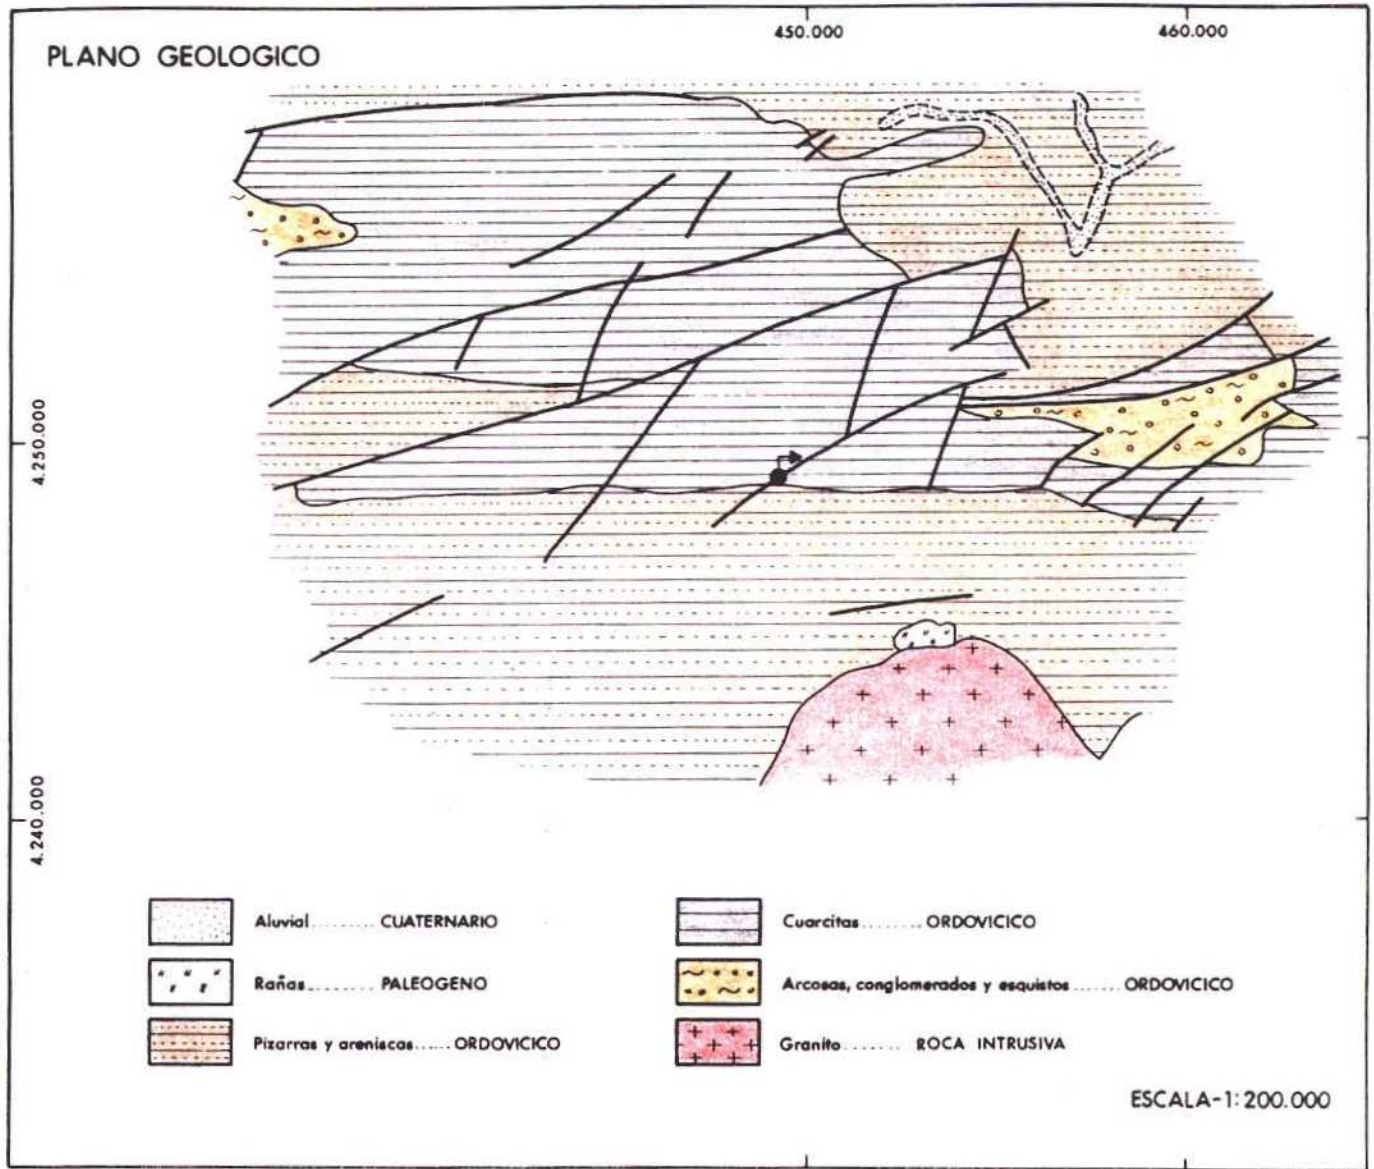 450.000
460.000
PLANO GEOLOGICO
4.250.000
4.240.000
Aluvial ........ CUATERNARIO
Rañas ........ PALEOGENO
Pizarras y areniscas ...... ORDOVICICO
Cuarcitas ........ ORDOVICICO
Arcosas, conglomerados y esquistos ...... ORDOVICICO
Granito ........ ROCA INTRUSIVA
ESCALA-1:200.000